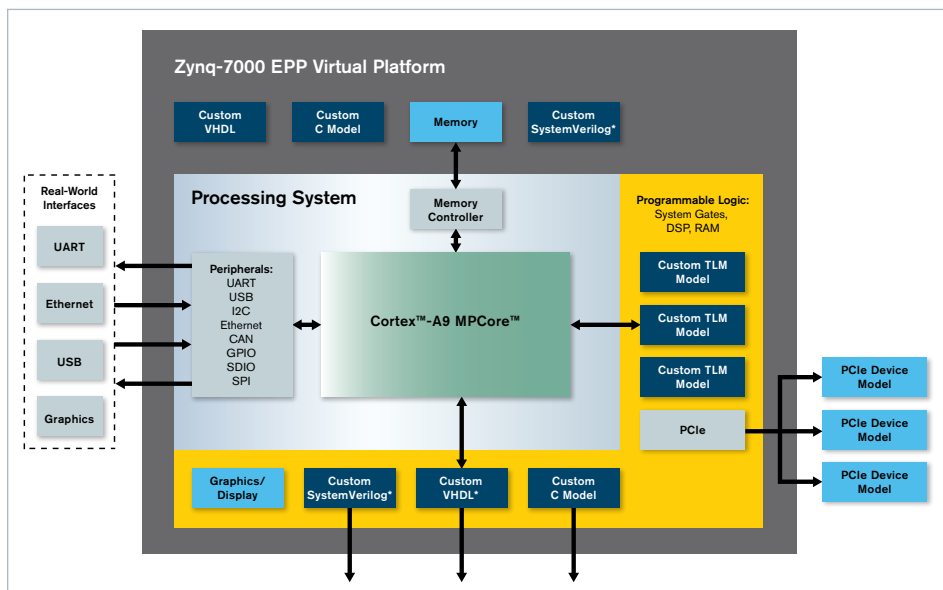 Zynq-7000 EPP Virtual Platform
Custom
VHDL
Custom
C Model
Memory
Custom
SystemVerilog*
Real-World
Interfaces
UART
Ethernet
USB
Graphics
Processing System
Memory
Controller
Peripherals:
UART
USB
I2C
Ethernet
CAN
GPIO
SDIO
SPI
Cortex™-A9 MPCore™
Programmable Logic:
System Gates,
DSP, RAM
Custom TLM
Model
Custom TLM
Model
Custom TLM
Model
PCIe
PCIe Device
Model
PCIe Device
Model
PCIe Device
Model
Graphics/
Display
Custom
SystemVerilog*
Custom
VHDL*
Custom
C Model